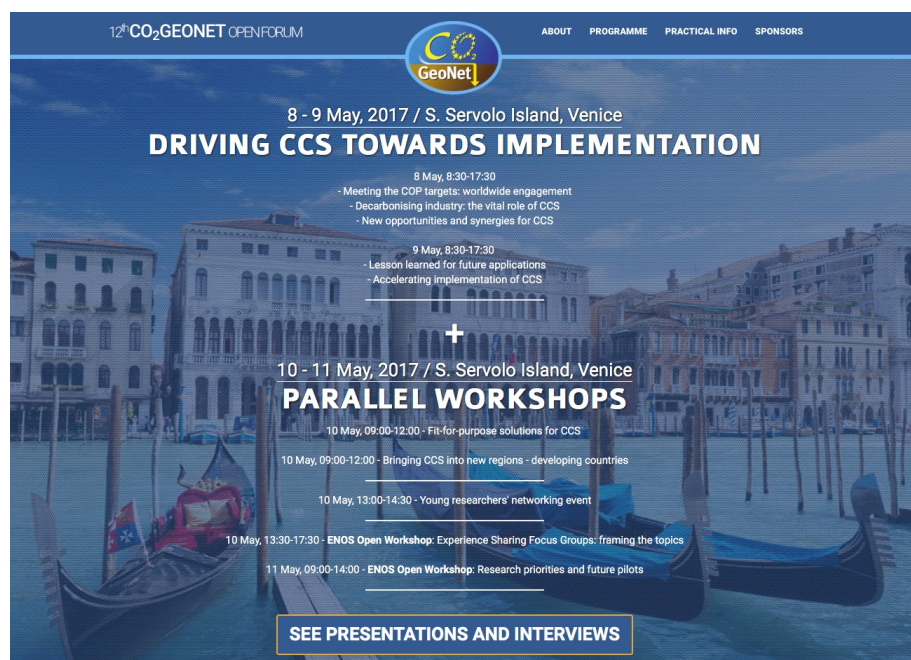 12thCO2GEONET OPEN FORUM
CO2
GeoNet
ABOUT PROGRAMME PRACTICAL INFO SPONSORS
8 - 9 May, 2017 / S. Servolo Island, Venice
DRIVING CCS TOWARDS IMPLEMENTATION
8 May, 8:30-17:30
- Meeting the COP targets: worldwide engagement
- Decarbonising industry: the vital role of CCS
- New opportunities and synergies for CCS
9 May, 8:30-17:30
- Lesson learned for future applications
- Accelerating implementation of CCS
+
10 - 11 May, 2017 / S. Servolo Island, Venice
PARALLEL WORKSHOPS
10 May, 09:00-12:00 - Fit-for-purpose solutions for CCS
10 May, 09:00-12:00 - Bringing CCS into new regions - developing countries
10 May, 13:00-14:30 - Young researchers' networking event
10 May, 13:30-17:30 - ENOS Open Workshop: Experience Sharing Focus Groups: framing the topics
11 May, 09:00-14:00 - ENOS Open Workshop: Research priorities and future pilots
SEE PRESENTATIONS AND INTERVIEWS